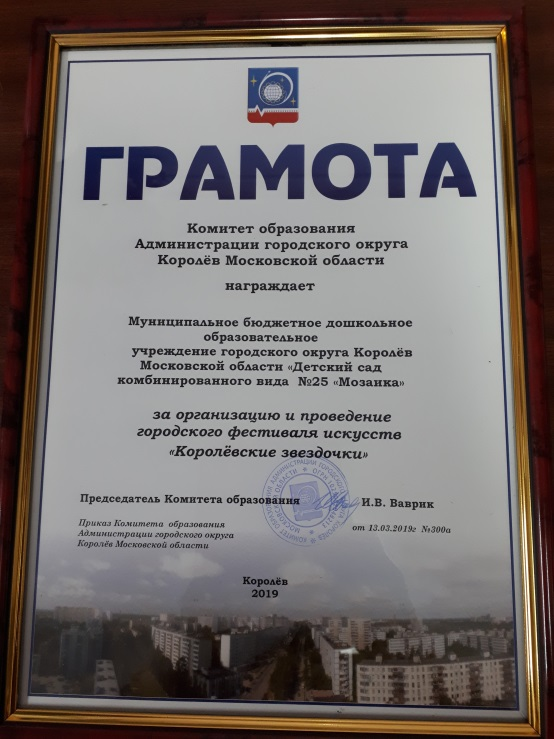 ГРАМОТА
Комитет образования
Администрации городского округа
Королёв Московской области
награждает
Муниципальное бюджетное дошкольное
образовательное
учреждение городского округа Королёв
Московской области «Детский сад
комбинированного вида №25 «Мозаика»
за организацию и проведение
городского фестиваля искусств
«Королёвские звездочки»
Председатель Комитета образования И.В. Ваврик
Приказ Комитета образования
Администрации городского округа
Королёв Московской области
от 13.03.2019г №300а
Королёв
2019